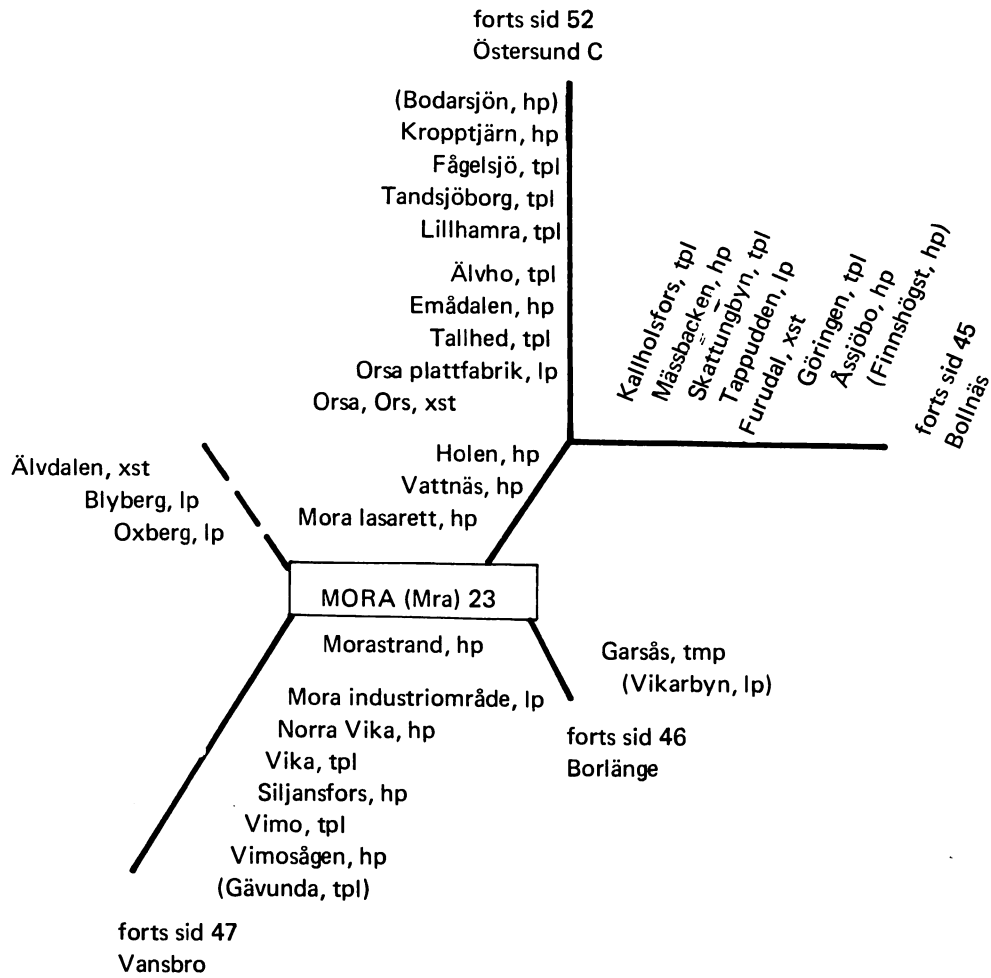 forts sid 52
Östersund C
(Bodarsjön, hp)
Kropptjärn, hp
Fågelsjö, tpl
Tandsjöborg, tpl
Lillhamra, tpl
Älvho, tpl
Emådalen, hp
Tallhed, tpl
Orsa plattfabrik, lp
Orsa, Ors, xst
Kallholsfors, tpl
Mässbacken, hp
Skattungbyn, tpl
Tappudden, lp
Furudal, xst
Göringen, tpl
Åssjöbo, hp
(Finnshögst, hp)
forts sid 45
Bollnäs
Holen, hp
Vattnäs, hp
Mora lasarett, hp
Älvdalen, xst
Blyberg, lp
Oxberg, lp
MORA (Mra) 23
Morastrand, hp
Garsås, tmp
(Vikarbyn, lp)
forts sid 46
Borlänge
Mora industriområde, lp
Norra Vika, hp
Vika, tpl
Siljansfors, hp
Vimo, tpl
Vimosågen, hp
(Gävunda, tpl)
forts sid 47
Vansbro